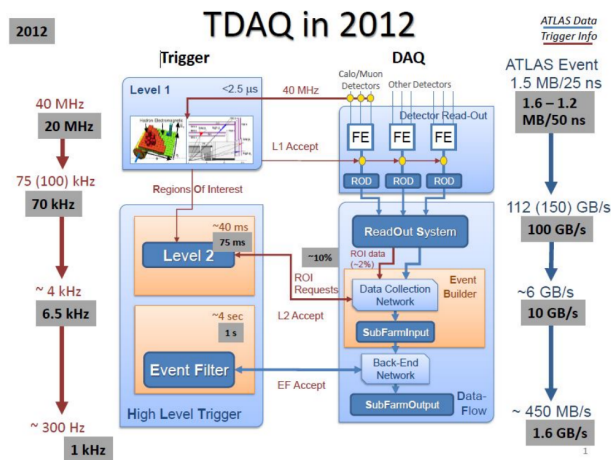 TDAQ in 2012
2012
ATLAS Data
Trigger Info
Trigger
DAQ
Calo/Muon
Detectors
Other Detectors
ATLAS Event
1.5 MB/25 ns
1.6 – 1.2
MB/50 ns
Level 1
<2.5 µs
40 MHz
Detector Read-Out
40 MHz
20 MHz
FE
FE
FE
L1 Accept
ROD
ROD
ROD
75 (100) kHz
70 kHz
Regions Of Interest
112 (150) GB/s
100 GB/s
~40 ms
75 ms
Level 2
ReadOut System
~10%
ROI data
(~2%)
ROI
Requests
Event
Builder
Data Collection
Network
~ 4 kHz
6.5 kHz
L2 Accept
~6 GB/s
10 GB/s
~4 sec
1 s
SubFarmInput
Event Filter
Back-End
Network
EF Accept
High Level Trigger
SubFarmOutput
Data-
Flow
~ 300 Hz
1 kHz
~ 450 MB/s
1.6 GB/s
1